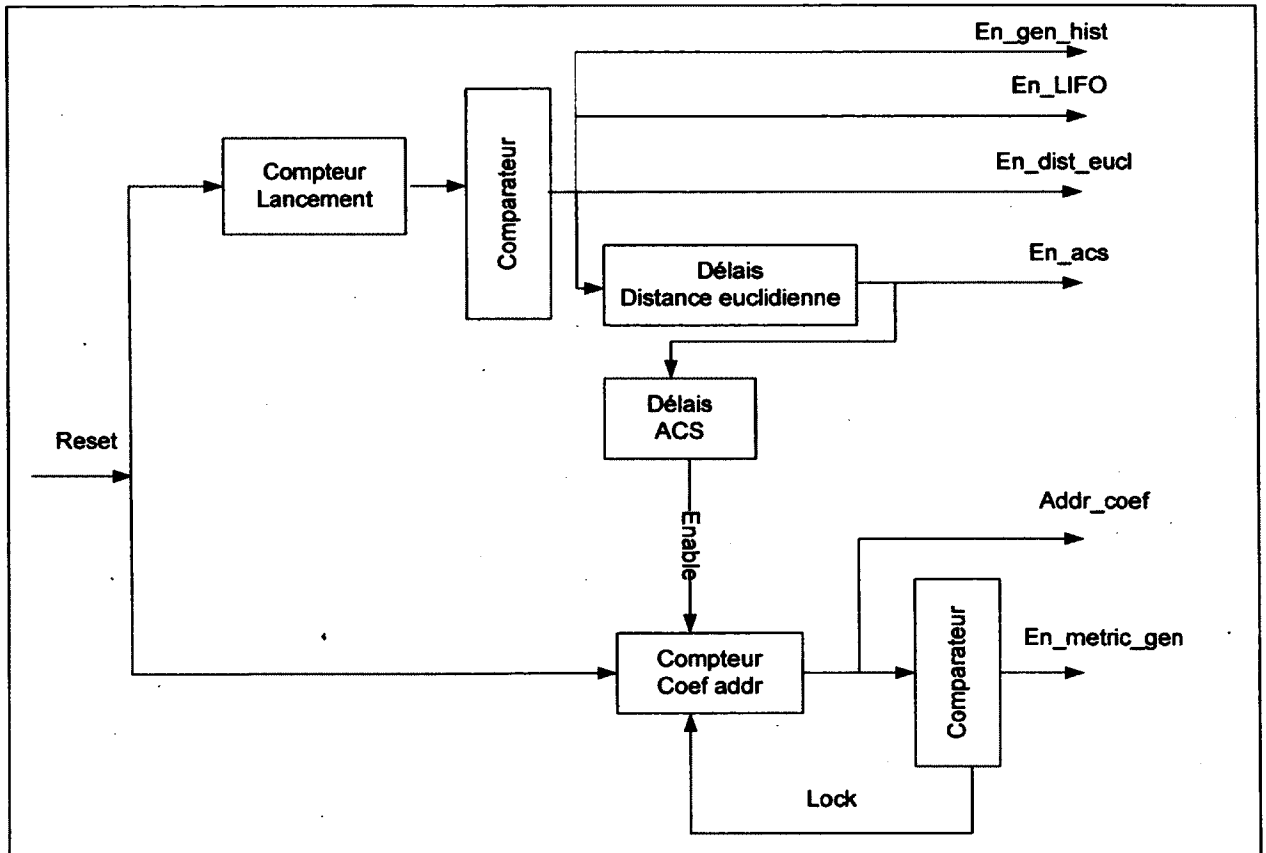 En_gen_hist
En_LIFO
Compteur
Lancement
Comparateur
En_dist_eucl
Délais
Distance euclidienne
En_acs
Délais
ACS
Reset
Enable
Addr_coef
Compteur
Coef addr
Comparateur
En_metric_gen
Lock